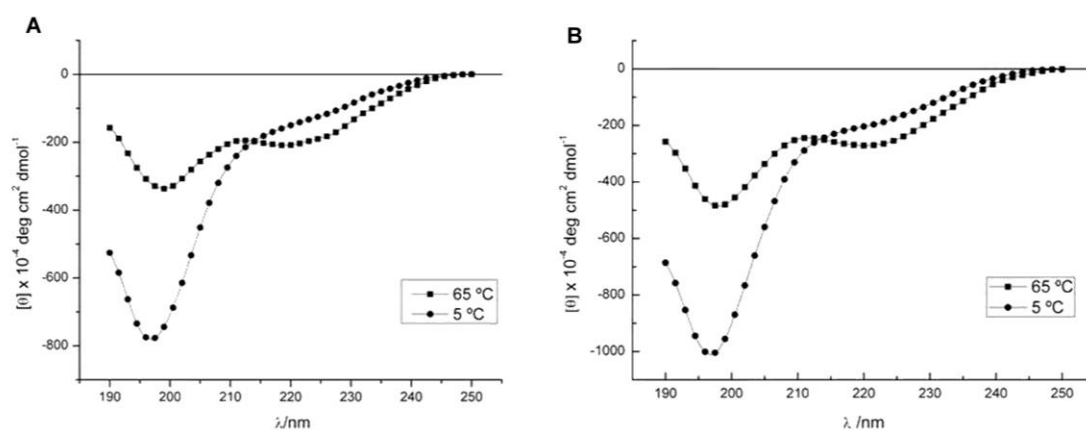 A
0
-200
-400
-600
-800
[θ] x 10⁻⁴ deg cm² dmol⁻¹
65 ºC
5 ºC
190 200 210 220 230 240 250
λ/nm
B
0
-200
-400
-600
-800
-1000
[θ] x 10⁻⁴ deg cm² dmol⁻¹
65 ºC
5 ºC
190 200 210 220 230 240 250
λ /nm